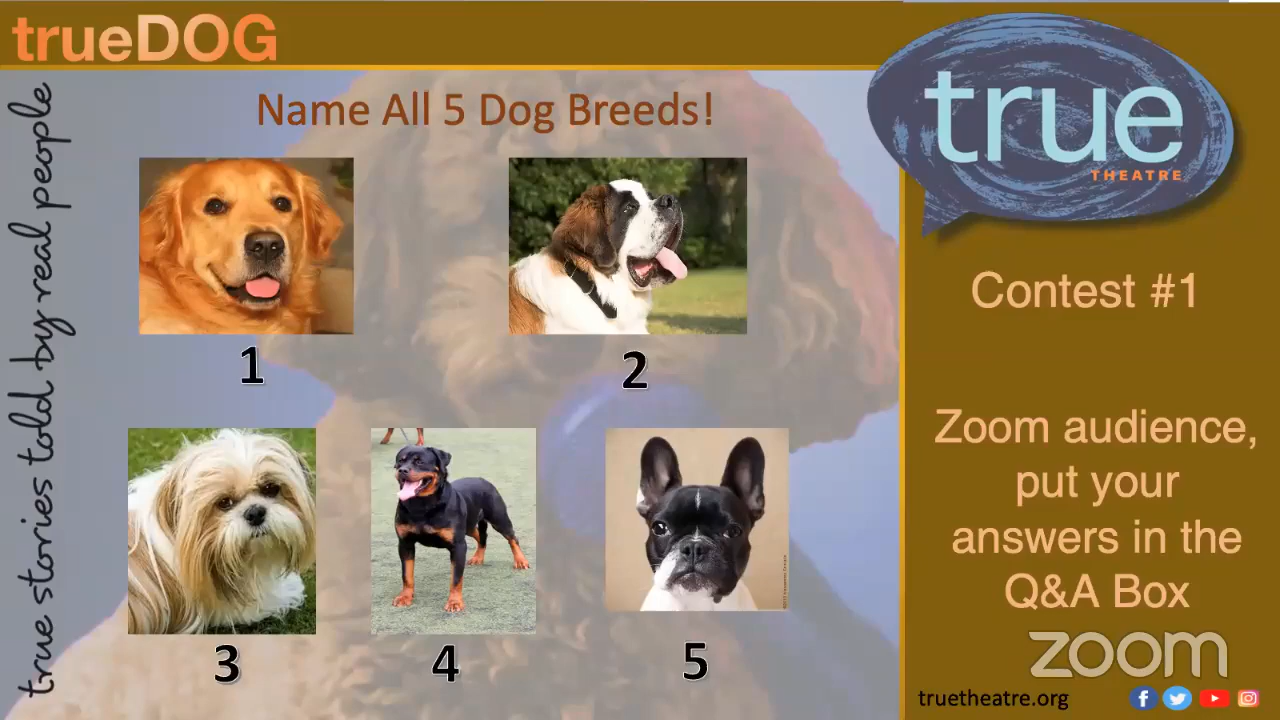 trueDOG
true stories told by real people
Name All 5 Dog Breeds!
1
2
3
4
5
true
THEATRE
Contest #1
Zoom audience,
put your
answers in the
Q&A Box
zoom
truetheatre.org